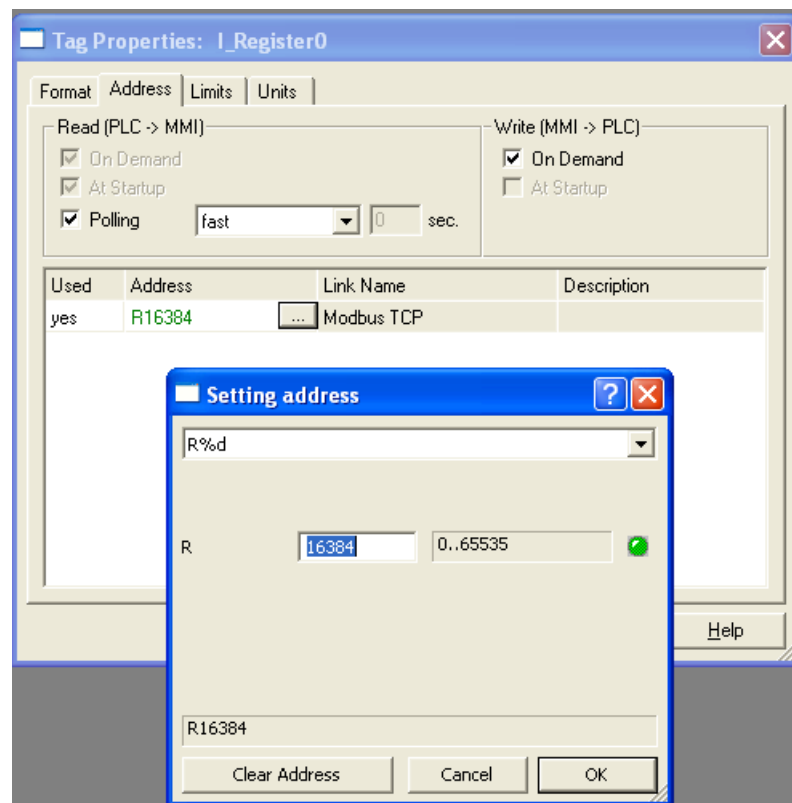 Tag Properties: I_Register0
Format Address Limits Units
Read (PLC -> MMI) Write (MMI -> PLC)
On Demand On Demand
At Startup At Startup
Polling fast 0 sec.
Used Address Link Name Description
yes R16384 ... Modbus TCP
Setting address ?
R%d
R 16384 0..65535
Help
R16384
Clear Address Cancel OK